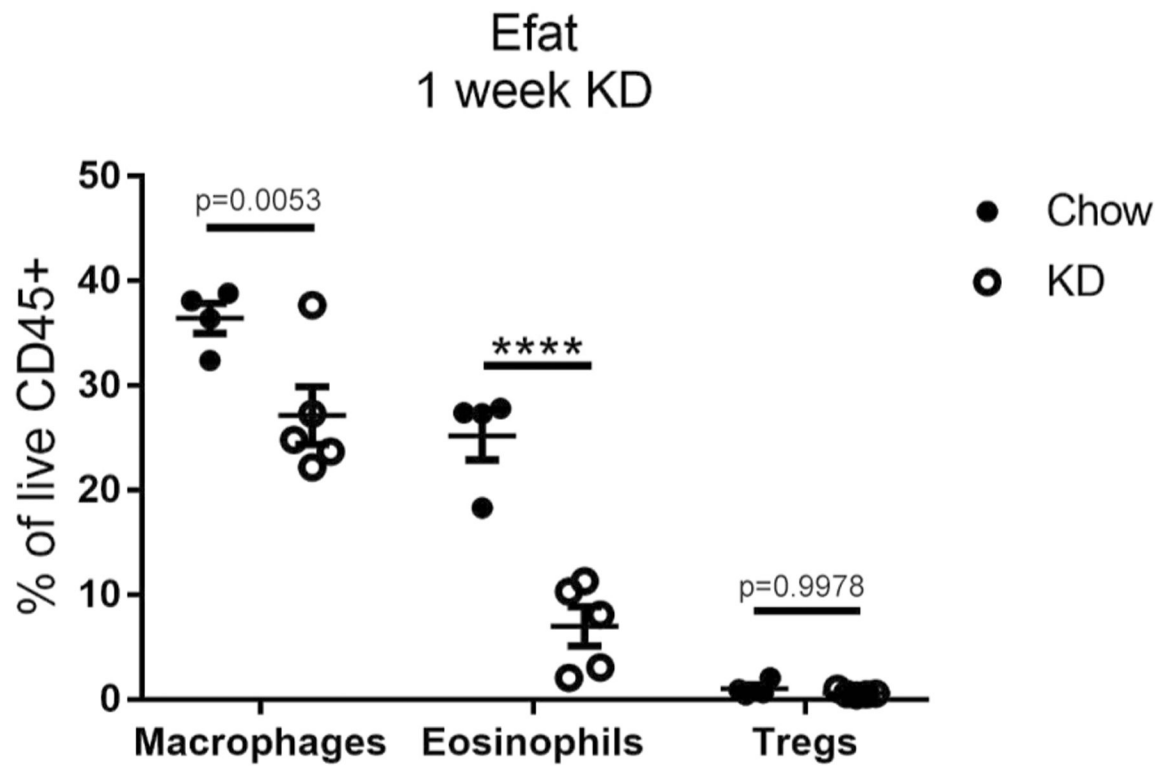 Efat
1 week KD
% of live CD45+
50
40
30
20
10
0
p=0.0053
****
p=0.9978
Macrophages
Eosinophils
Tregs
Chow
KD